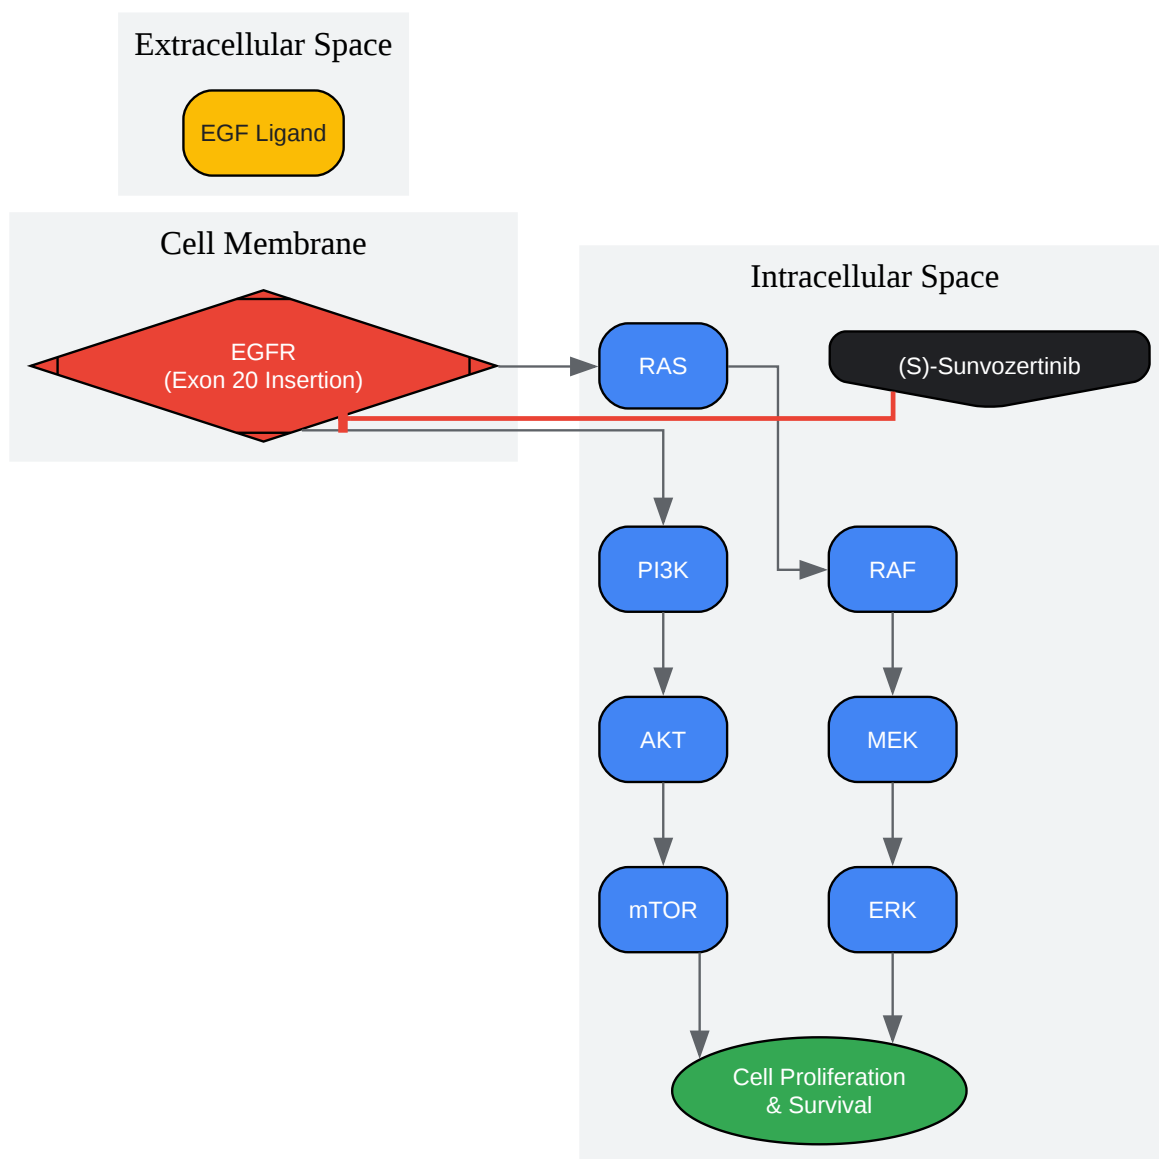 Extracellular Space
EGF Ligand
Cell Membrane
EGFR
(Exon 20 Insertion)
Intracellular Space
RAS
(S)-Sunvozertinib
PI3K
RAF
AKT
MEK
mTOR
ERK
Cell Proliferation
& Survival